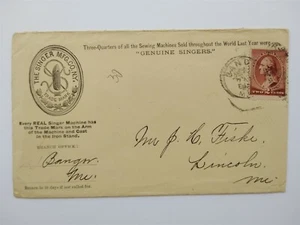 Three-Quarters of all the Sewing Machines Sold throughout the World Last Year were
"GENUINE SINGERS."
THE SINGER MFG. CO. N.Y.
Every REAL Singer Machine has
this Trade Mark on the Arm
of the Machine and Cast
in the Iron Stand.
BRANCH OFFICE:
Bangor
Me.
Mr J. H. Fiske,
Lincoln,
Me.
TWO 2 CENTS